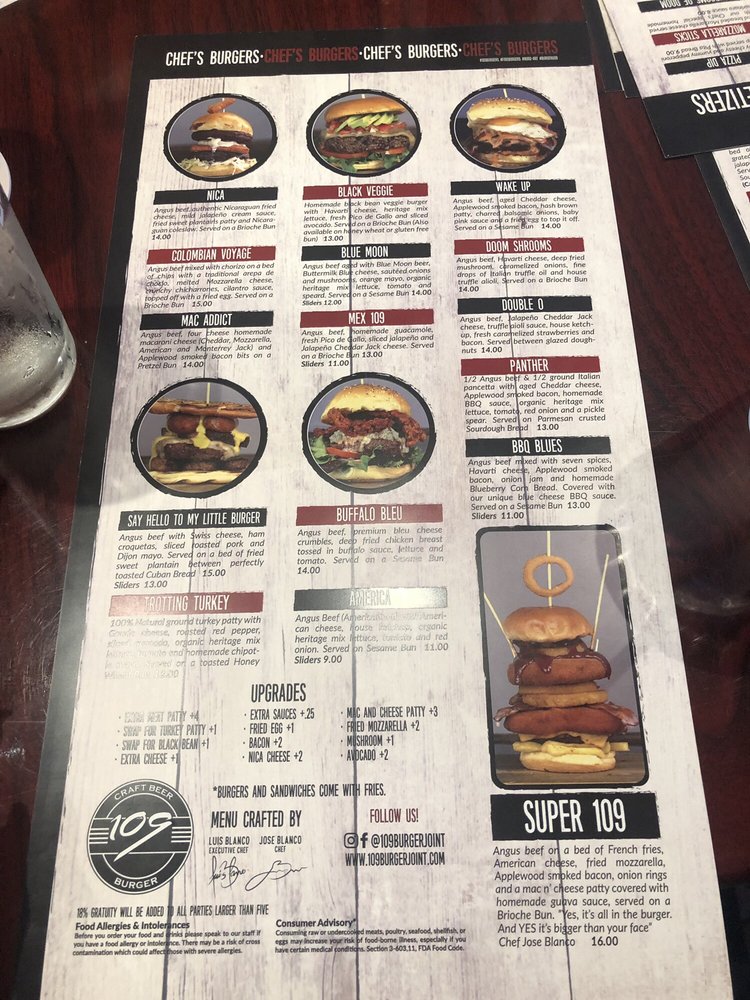 CHEF'S BURGERS·CHEF'S BURGERS·CHEF'S BURGERS·CHEF'S BURGERS
NICA
Angus beef, authentic Nicaraguan fried
cheese, mild jalapeño cream sauce,
fried sweet plantains patty and Nicara-
guan coleslaw. Served on a Brioche Bun
14.00
COLOMBIAN VOYAGE
Angus beef mixed with chorizo on a bed
of chips with a traditional arepa de
choclo, melted Mozzarella cheese,
crunchy chicharrones, cilantro sauce,
topped off with a fried egg. Served on a
Brioche Bun 15.00
MAC ADDICT
Angus beef, four cheese homemade
macaroni cheese (Cheddar, Mozzarella,
American and Monterrey Jack) and
Applewood smoked bacon bits on a
Pretzel Bun 14.00
SAY HELLO TO MY LITTLE BURGER
Angus beef with Swiss cheese, ham
croquetas, sliced roasted pork and
Dijon mayo. Served on a bed of fried
sweet plantain between perfectly
toasted Cuban Bread 15.00
Sliders 13.00
TROTTING TURKEY
100% Natural ground turkey patty with
cheese, roasted red pepper,
organic heritage mix
and homemade chipot-
on a toasted Honey
BLACK VEGGIE
Homemade black bean veggie burger
with Havarti cheese, heritage mix
lettuce, fresh Pico de Gallo and sliced
avocado. Served on a Brioche Bun (Also
available on honey wheat or gluten free
bun) 13.00
BLUE MOON
Angus beef aged with Blue Moon beer,
Buttermilk Blue cheese, sautéed onions
and mushrooms, orange mayo, organic
heritage mix lettuce, tomato and
speard. Served on a Sesame Bun 14.00
Sliders 12.00
MEX 109
Angus beef, homemade guacamole,
fresh Pico de Gallo, sliced jalapeño and
Jalapeño Cheddar Jack cheese. Served
on a Brioche Bun 13.00
Sliders 11.00
BUFFALO BLEU
Angus beef, premium bleu cheese
crumbles, deep fried chicken breast
tossed in buffalo sauce, lettuce and
tomato. Served on a Sesame Bun
14.00
AMERICA
Angus Beef (American
can cheese, house ketchup, organic
heritage mix lettuce, tomato and red
onion. Served on Sesame Bun 11.00
Sliders 9.00
WAKE UP
Angus beef, aged Cheddar cheese,
Applewood smoked bacon, hash brown
patty, charred balsamic onions, baby
pink sauce and a fried egg to top it off.
Served on a Sesame Bun 14.00
DOOM SHROOMS
Angus beef, Havarti cheese, deep fried
mushroom, caramelized onions, fine
drops of Italian truffle oil and house
truffle alioli. Served on a Brioche Bun
14.00
DOUBLE O
Angus beef, Jalapeño Cheddar Jack
cheese, truffle aioli sauce, house ketch-
up, fresh caramelized strawberries and
bacon. Served between glazed dough-
nuts 14.00
PANTHER
1/2 Angus beef & 1/2 ground Italian
pancetta with aged Cheddar cheese,
Applewood smoked bacon, homemade
BBQ sauce, organic heritage mix
lettuce, tomato, red onion and a pickle
spear. Served on Parmesan crusted
Sourdough Bread 13.00
BBQ BLUES
Angus beef mixed with seven spices,
Havarti cheese, Applewood smoked
bacon, onion jam and homemade
Blueberry Corn Bread. Covered with
our unique blue cheese BBQ sauce.
Served on a Sesame Bun 13.00
Sliders 11.00
UPGRADES
· EXTRA MEAT PATTY +4
· SWAP FOR TURKEY PATTY +1
· SWAP FOR BLACK BEAN +1
· EXTRA CHEESE +1
· EXTRA SAUCES +.25
· FRIED EGG +1
· BACON +2
· NICA CHEESE +2
· MAC AND CHEESE PATTY +3
· FRIED MOZZARELLA +2
· MUSHROOM +1
· AVOCADO +2
*BURGERS AND SANDWICHES COME WITH FRIES.
CRAFT BEER
109
BURGER
MENU CRAFTED BY
LUIS BLANCO JOSE BLANCO
EXECUTIVE CHEF CHEF
FOLLOW US!
@109BURGERJOINT
WWW.109BURGERJOINT.COM
SUPER 109
Angus beef on a bed of French fries,
American cheese, fried mozzarella,
Applewood smoked bacon, onion rings
and a mac n' cheese patty covered with
homemade guava sauce, served on a
Brioche Bun. "Yes, it's all in the burger.
And YES it's bigger than your face"
Chef Jose Blanco 16.00
18% GRATUITY WILL BE ADDED TO ALL PARTIES LARGER THAN FIVE
Food Allergies & Intolerances
Before you order your food and drinks please speak to our staff if
you have a food allergy or intolerance. There may be a risk of cross
contamination which could affect those with severe allergies.
Consumer Advisory*
Consuming raw or undercooked meats, poultry, seafood, shellfish, or
eggs may increase your risk of food-borne illness, especially if you
have certain medical conditions. Section 3-603.11, FDA Food Code.
PIZZA DIP
MOZZARELLA STICKS